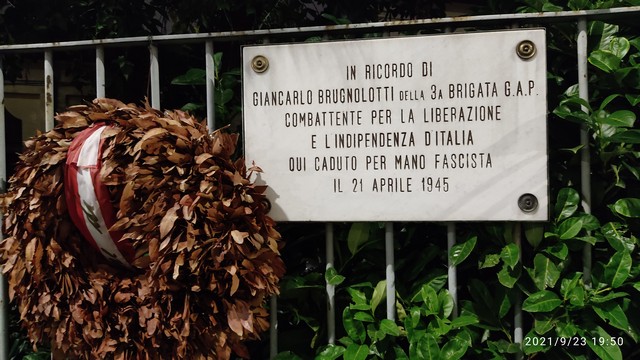 IN RICORDO DI
GIANCARLO BRUGNOLOTTI DELLA 3A BRIGATA G.A.P.
COMBATTENTE PER LA LIBERAZIONE
E L'INDIPENDENZA D'ITALIA
QUI CADUTO PER MANO FASCISTA
IL 21 APRILE 1945
2021/9/23 19:50